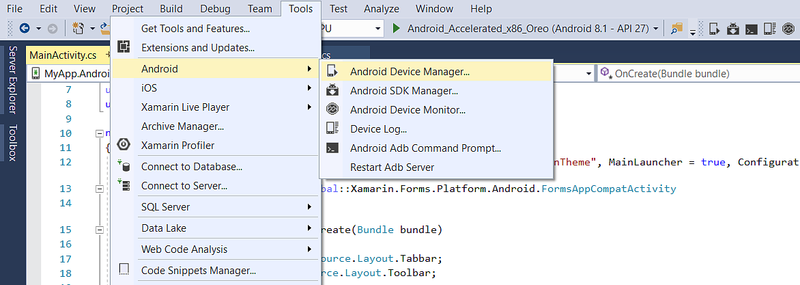 File Edit View Project Build Debug Team Tools Test Analyze Window Help
PU Android_Accelerated_x86_Oreo (Android 8.1 - API 27)
Server Explorer
Toolbox
MainActivity.cs
cs
MyApp.Android
OnCreate(Bundle bundle)
Get Tools and Features...
Extensions and Updates...
Android
iOS
Xamarin Live Player
Archive Manager...
Xamarin Profiler
Connect to Database...
Connect to Server...
SQL Server
Data Lake
Web Code Analysis
Code Snippets Manager...
Android Device Manager...
Android SDK Manager...
Android Device Monitor...
Device Log...
Android Adb Command Prompt...
Restart Adb Server
7 u
8 u
9
10 n
11 {
12 nTheme", MainLauncher = true, Configurat
13 bal::Xamarin.Forms.Platform.Android.FormsAppCompatActivity
14
15 reate(Bundle bundle)
16
17 ource.Layout.Tabbar;
18 rce.Layout.Toolbar;